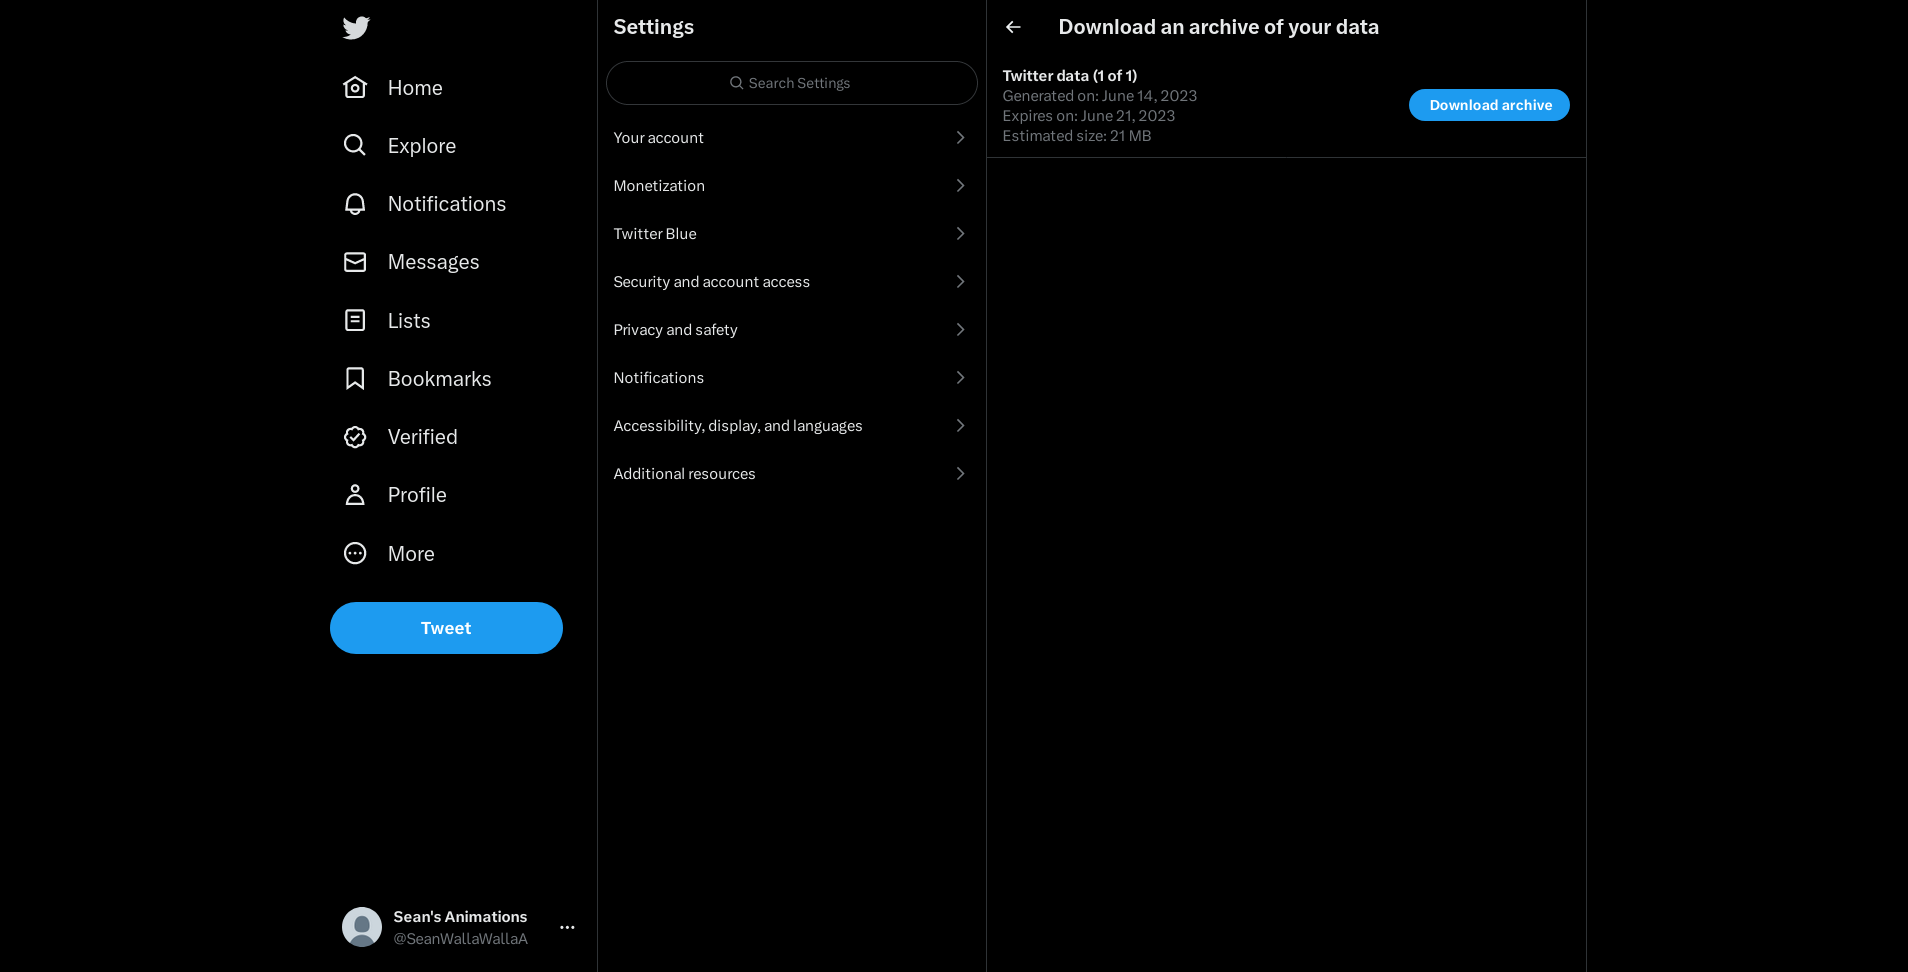 Home
Explore
Notifications
Messages
Lists
Bookmarks
Verified
Profile
More
Tweet
Sean's Animations
@SeanWallaWallaA
Settings
Search Settings
Your account
Monetization
Twitter Blue
Security and account access
Privacy and safety
Notifications
Accessibility, display, and languages
Additional resources
Download an archive of your data
Twitter data (1 of 1)
Generated on: June 14, 2023
Expires on: June 21, 2023
Estimated size: 21 MB
Download archive